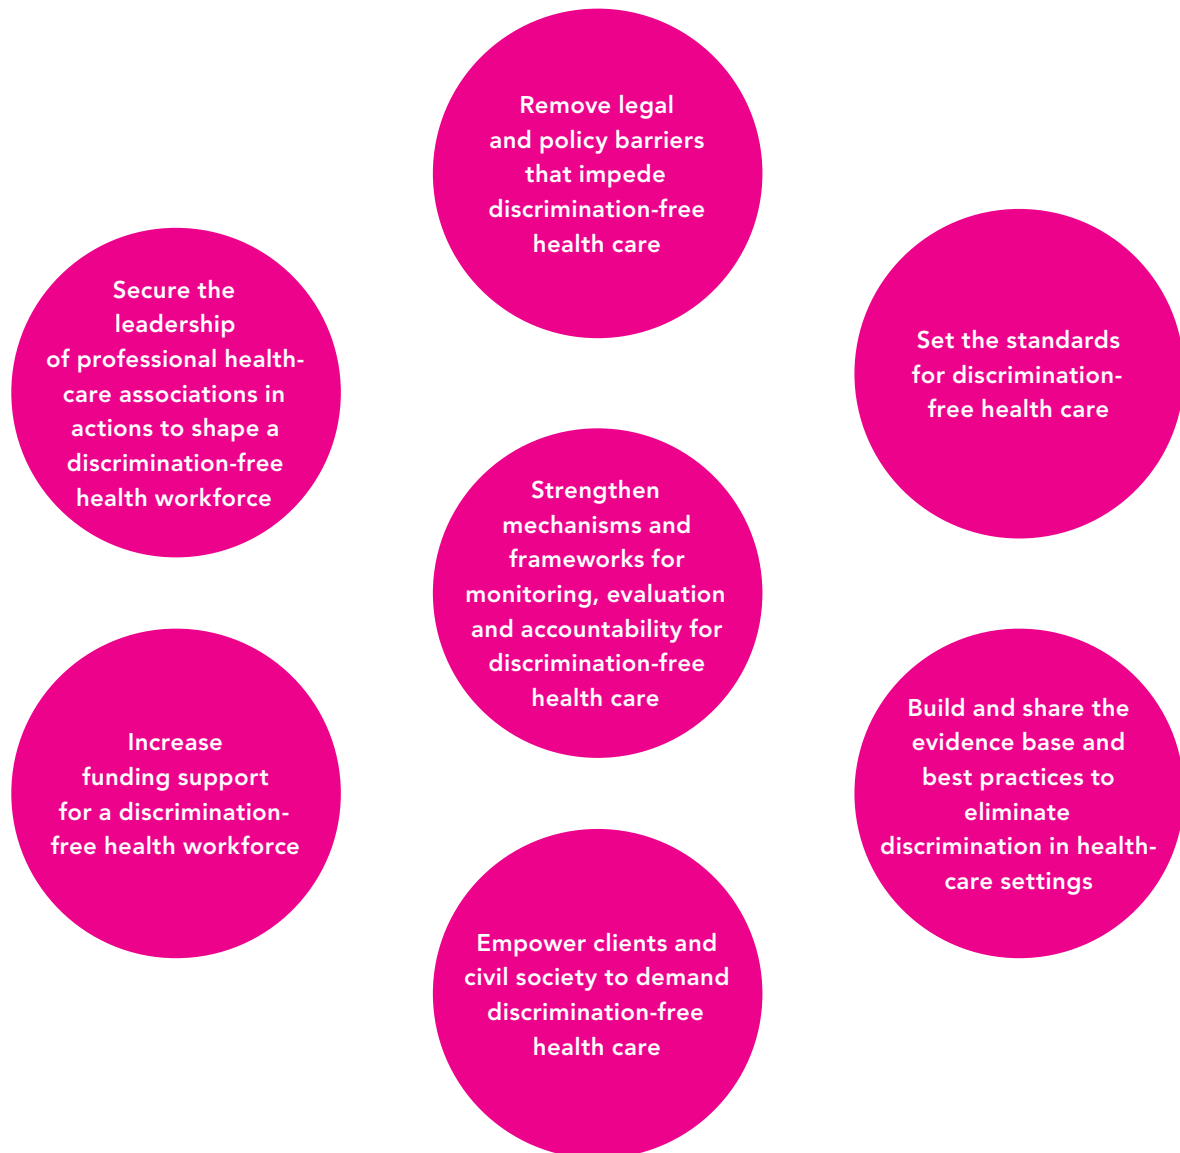 Remove legal
and policy barriers
that impede
discrimination-free
health care
Secure the
leadership
of professional health-
care associations in
actions to shape a
discrimination-free
health workforce
Set the standards
for discrimination-
free health care
Strengthen
mechanisms and
frameworks for
monitoring, evaluation
and accountability for
discrimination-free
health care
Increase
funding support
for a discrimination-
free health workforce
Build and share the
evidence base and
best practices to
eliminate
discrimination in health-
care settings
Empower clients and
civil society to demand
discrimination-free
health care